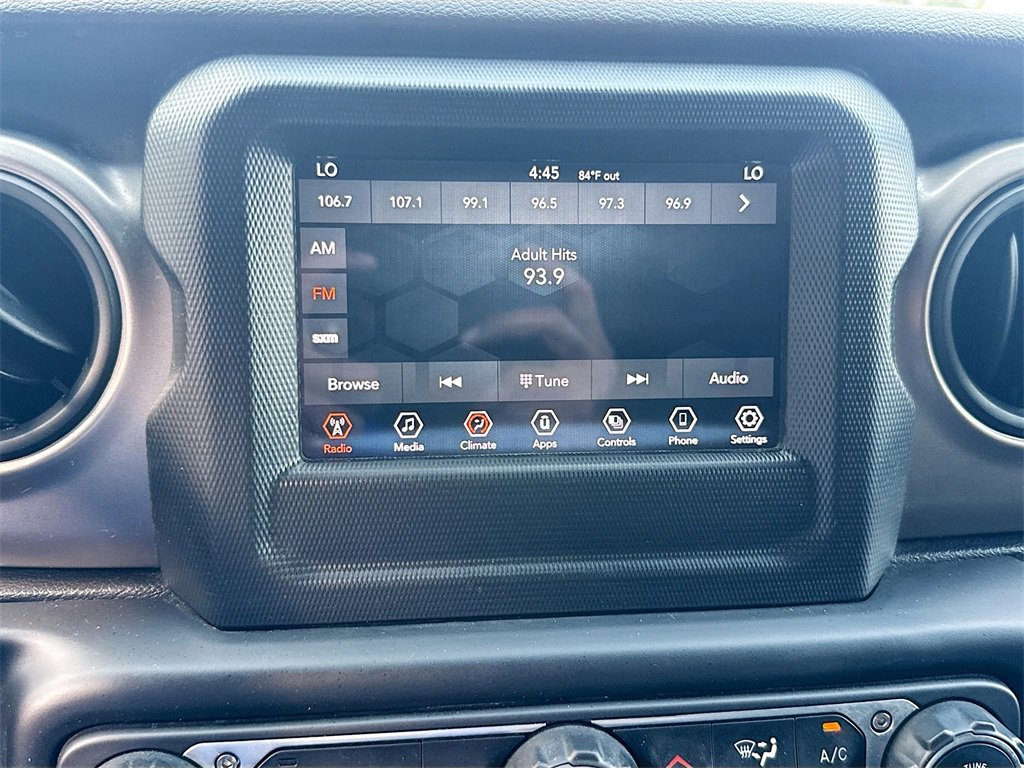 LO 4:45 84°F out LO
106.7 107.1 99.1 96.5 97.3 96.9
AM
FM
sxm
Adult Hits
93.9
Browse Tune Audio
Radio Media Climate Apps Controls Phone Settings
A/C
TUNE